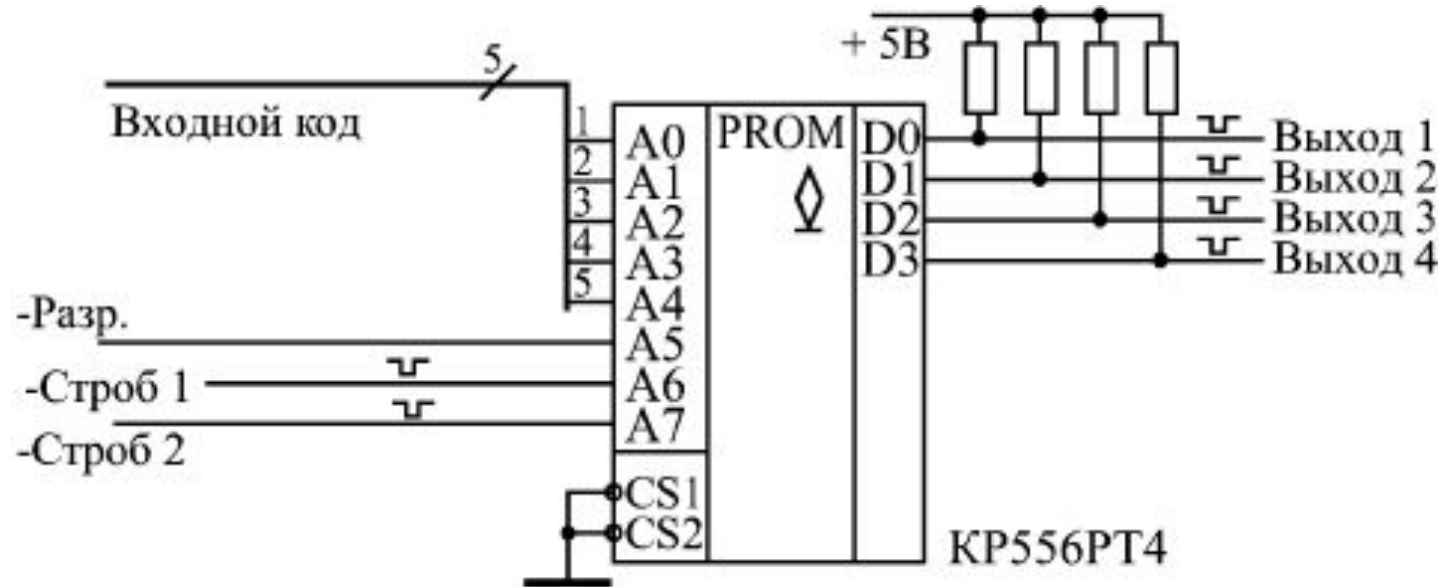 + 5В
5
Входной код
1
2
3
4
5
A0
A1
A2
A3
A4
A5
A6
A7
CS1
CS2
PROM
D0
D1
D2
D3
Выход 1
Выход 2
Выход 3
Выход 4
-Разр.
-Строб 1
-Строб 2
КР556РТ4